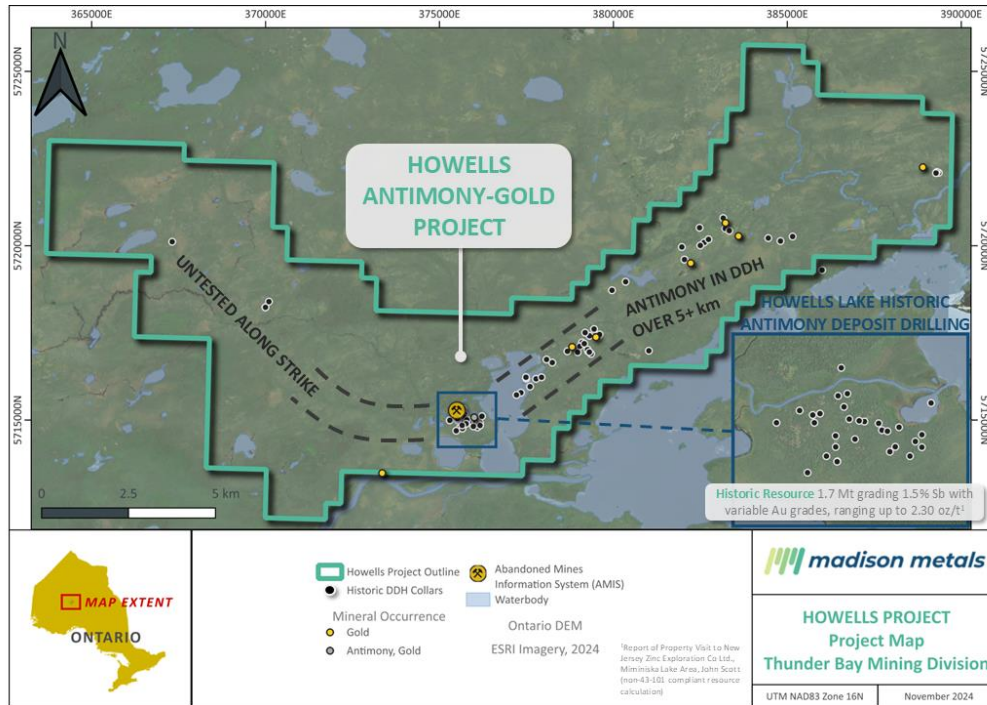 365000E
370000E
375000E
380000E
385000E
390000E
5725000N
5720000N
5715000N
5725000N
5720000N
5715000N
N
HOWELLS
ANTIMONY-GOLD
PROJECT
UNTESTED ALONG STRIKE
ANTIMONY IN DDH
OVER 5+ km
HOWELLS LAKE HISTORIC
ANTIMONY DEPOSIT DRILLING
Historic Resource 1.7 Mt grading 1.5% Sb with
variable Au grades, ranging up to 2.30 oz/t¹
0 2.5 5 km
MAP EXTENT
ONTARIO
Howells Project Outline
Historic DDH Collars
Mineral Occurrence
Gold
Antimony, Gold
Abandoned Mines
Information System (AMIS)
Waterbody
Ontario DEM
ESRI Imagery, 2024
¹Report of Property Visit to New
Jersey Zinc Exploration Co Ltd.,
Miminiska Lake Area, John Scott
(non-43-101 compliant resource
calculation)
madison metals
HOWELLS PROJECT
Project Map
Thunder Bay Mining Division
UTM NAD83 Zone 16N
November 2024